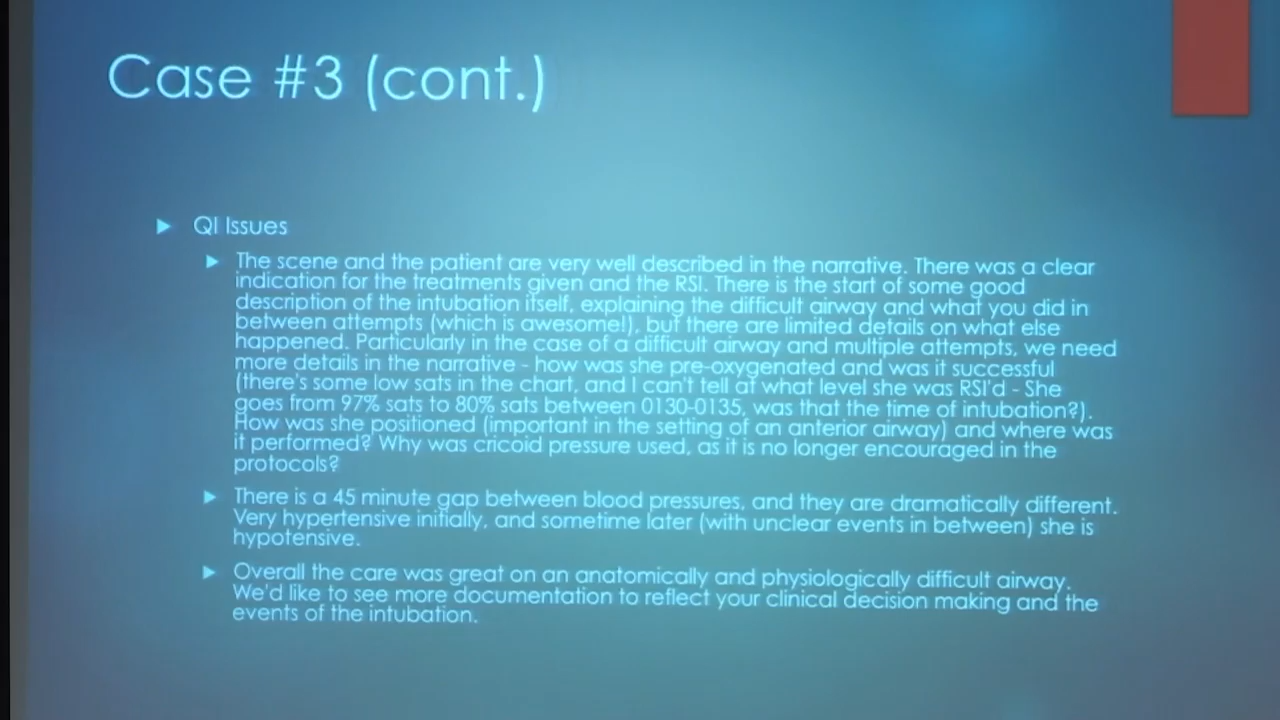 Case #3 (cont.)
QI Issues
The scene and the patient are very well described in the narrative. There was a clear
indication for the treatments given and the RSI. There is the start of some good
description of the intubation itself, explaining the difficult airway and what you did in
between attempts (which is awesome!), but there are limited details on what else
happened. Particularly in the case of a difficult airway and multiple attempts, we need
more details in the narrative - how was she pre-oxygenated and was it successful
(there's some low sats in the chart, and I can't tell at what level she was RSI'd - She
goes from 97% sats to 80% sats between 0130-0135, was that the time of intubation?).
How was she positioned (important in the setting of an anterior airway) and where was
it performed? Why was cricoid pressure used, as it is no longer encouraged in the
protocols?
There is a 45 minute gap between blood pressures, and they are dramatically different.
Very hypertensive initially, and sometime later (with unclear events in between) she is
hypotensive.
Overall the care was great on an anatomically and physiologically difficult airway.
We'd like to see more documentation to reflect your clinical decision making and the
events of the intubation.